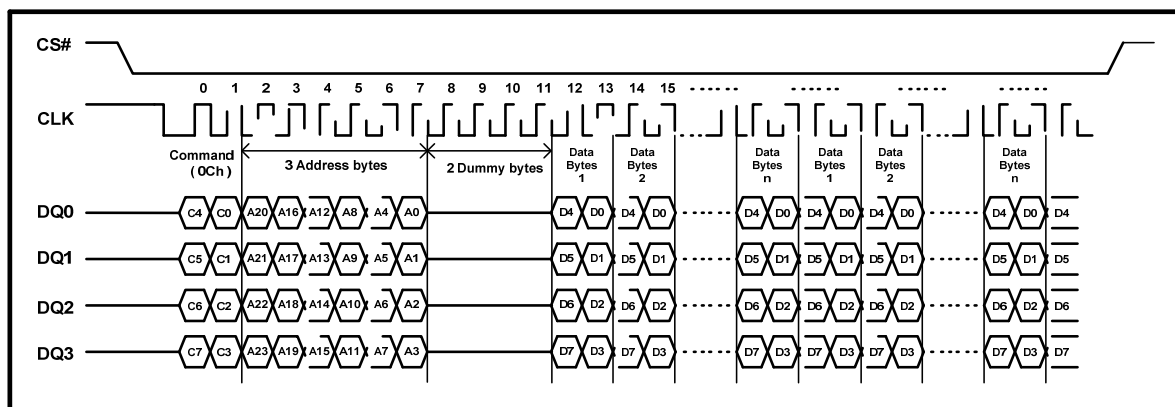 CS#
0 1 2 3 4 5 6 7 8 9 10 11 12 13 14 15
CLK
Command
( 0Ch )
3 Address bytes
2 Dummy bytes
Data
Bytes
1
Data
Bytes
2
Data
Bytes
n
Data
Bytes
1
Data
Bytes
2
Data
Bytes
n
DQ0 C4 C0 A20 A16 A12 A8 A4 A0 D4 D0 D4 D0 D4 D0 D4 D0 D4 D0 D4 D0 D4
DQ1 C5 C1 A21 A17 A13 A9 A5 A1 D5 D1 D5 D1 D5 D1 D5 D1 D5 D1 D5 D1 D5
DQ2 C6 C2 A22 A18 A14 A10 A6 A2 D6 D2 D6 D2 D6 D2 D6 D2 D6 D2 D6 D2 D6
DQ3 C7 C3 A23 A19 A15 A11 A7 A3 D7 D3 D7 D3 D7 D3 D7 D3 D7 D3 D7 D3 D7